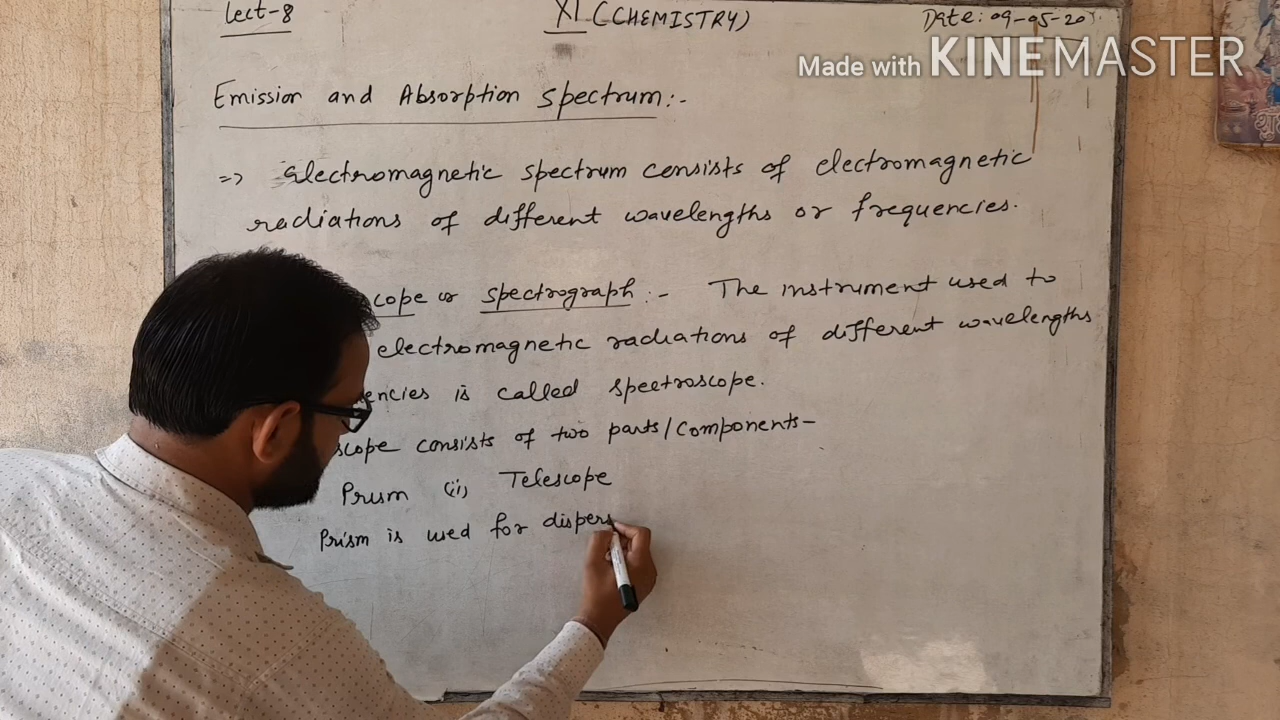 Lect-8 XI (CHEMISTRY) Date: 09-05-20
Made with KINEMASTER
Emission and Absorption Spectrum:-
=> Electromagnetic spectrum consists of electromagnetic
radiations of different wavelengths or frequencies.
cope or spectrograph:- The instrument used to
electromagnetic radiations of different wavelengths
encies is called spectroscope.
scope consists of two parts/components-
Prism (ii) Telescope
Prism is used for dispers